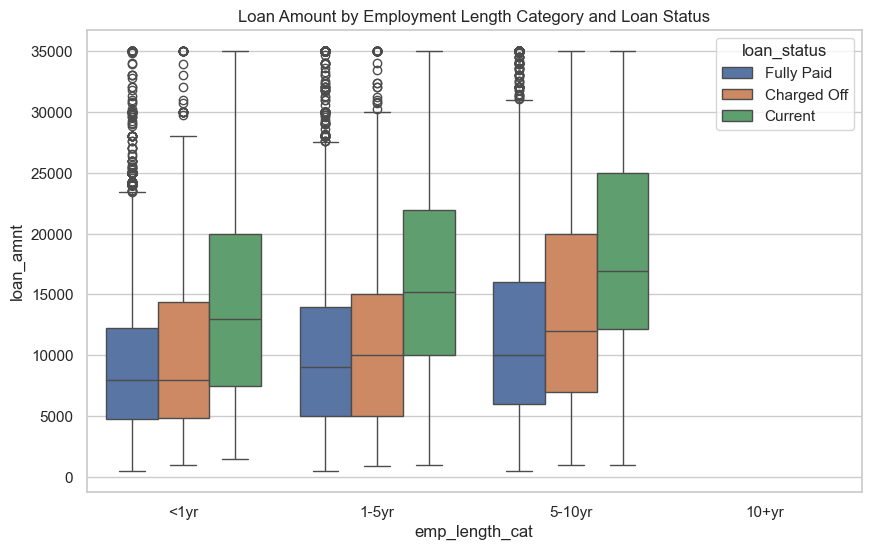 Loan Amount by Employment Length Category and Loan Status
loan_amnt
35000
30000
25000
20000
15000
10000
5000
0
loan_status
Fully Paid
Charged Off
Current
<1yr
1-5yr
5-10yr
10+yr
emp_length_cat